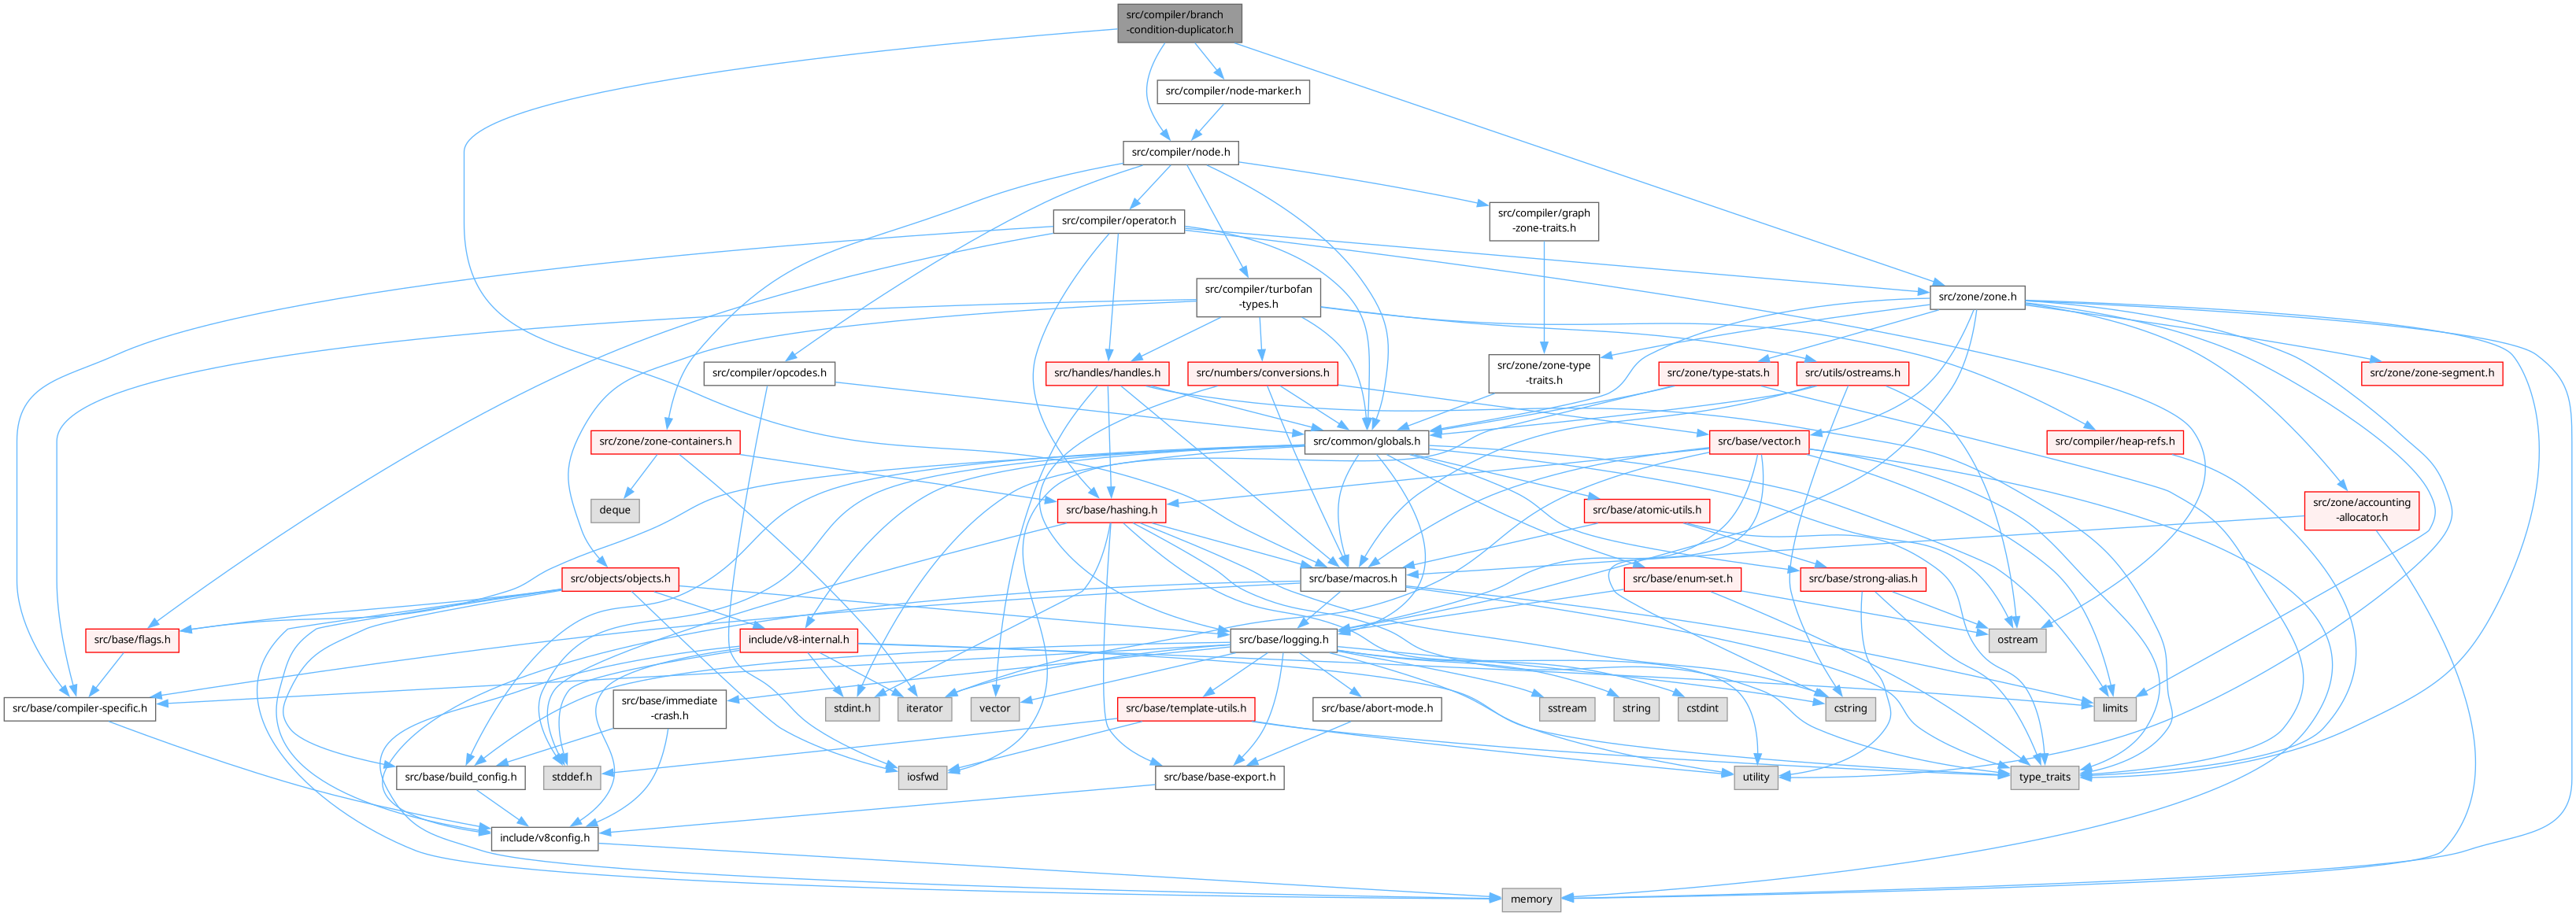 src/compiler/branch
-condition-duplicator.h
src/compiler/node-marker.h
src/compiler/node.h
src/compiler/operator.h
src/compiler/graph
-zone-traits.h
src/compiler/turbofan
-types.h
src/zone/zone.h
src/compiler/opcodes.h
src/handles/handles.h
src/numbers/conversions.h
src/zone/zone-type
-traits.h
src/zone/type-stats.h
src/utils/ostreams.h
src/zone/zone-segment.h
src/zone/zone-containers.h
src/common/globals.h
src/base/vector.h
src/compiler/heap-refs.h
deque
src/base/hashing.h
src/base/atomic-utils.h
src/zone/accounting
-allocator.h
src/objects/objects.h
src/base/macros.h
src/base/enum-set.h
src/base/strong-alias.h
src/base/flags.h
include/v8-internal.h
src/base/logging.h
ostream
src/base/compiler-specific.h
src/base/immediate
-crash.h
stdint.h
iterator
vector
src/base/template-utils.h
src/base/abort-mode.h
sstream
string
cstdint
cstring
limits
src/base/build_config.h
stddef.h
iosfwd
src/base/base-export.h
utility
type_traits
include/v8config.h
memory